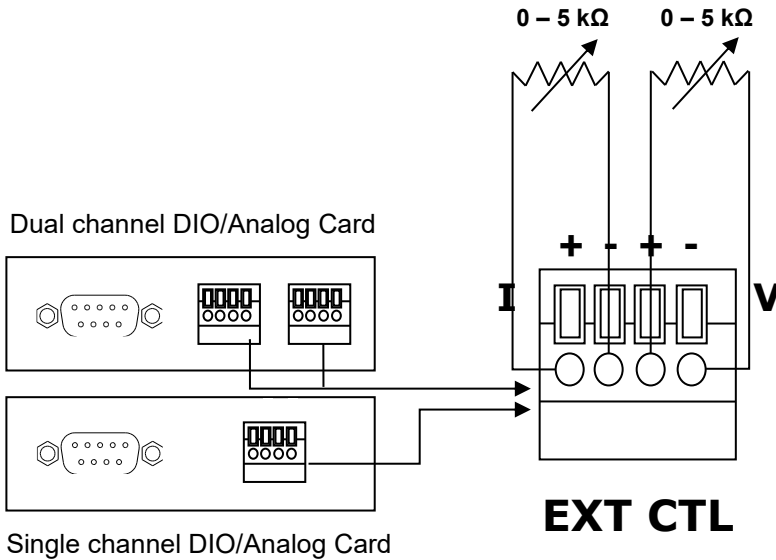 0 – 5 kΩ 0 – 5 kΩ
Dual channel DIO/Analog Card
+ - + -
I V
EXT CTL
Single channel DIO/Analog Card